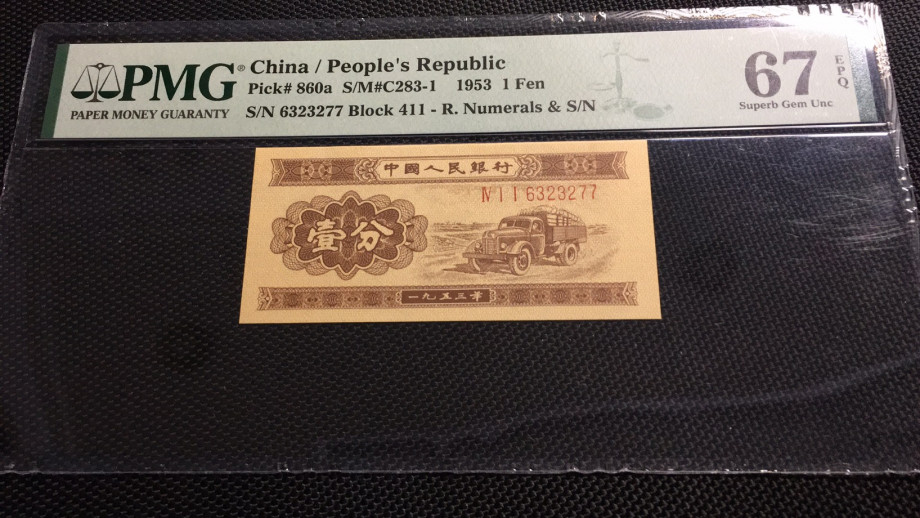 PMG®
PAPER MONEY GUARANTY
China / People's Republic
Pick# 860a S/M#C283-1 1953 1 Fen
S/N 6323277 Block 411 - R. Numerals & S/N
67
EPQ
Superb Gem Unc
中國人民銀行
Ⅳ Ⅰ Ⅰ 6323277
壹分
一九五三年